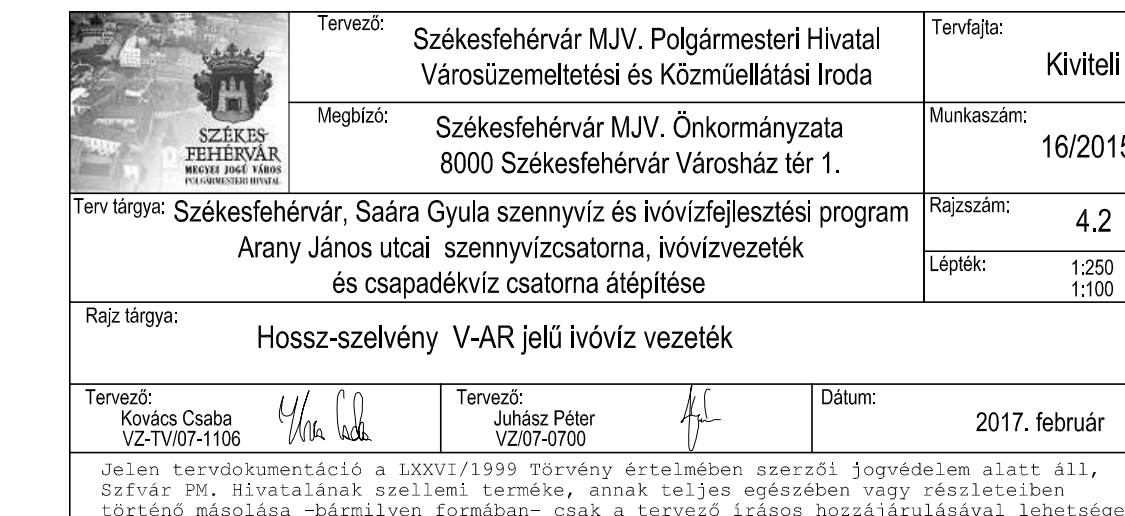 SZÉKES-
FEHÉRVÁR
MEGYEI JOGÚ VÁROS
POLGÁRMESTERI HIVATAL
Tervező:
Székesfehérvár MJV. Polgármesteri Hivatal
Városüzemeltetési és Közműellátási Iroda
Tervfajta:
Kiviteli
Megbízó:
Székesfehérvár MJV. Önkormányzata
8000 Székesfehérvár Városház tér 1.
Munkaszám:
16/2015
Terv tárgya: Székesfehérvár, Saára Gyula szennyvíz és ivóvízfejlesztési program
Arany János utcai szennyvízcsatorna, ivóvízvezeték
és csapadékvíz csatorna átépítése
Rajzszám:
4.2
Lépték:
1:250
1:100
Rajz tárgya:
Hossz-szelvény V-AR jelű ivóvíz vezeték
Tervező:
Kovács Csaba
VZ-TV/07-1106
Tervező:
Juhász Péter
VZ/07-0700
Dátum:
2017. február
Jelen tervdokumentáció a LXXVI/1999 Törvény értelmében szerzői jogvédelem alatt áll,
Szfvár PM. Hivatalának szellemi terméke, annak teljes egészében vagy részleteiben
történő másolása -bármilyen formában- csak a tervező írásos hozzájárulásával lehetsége